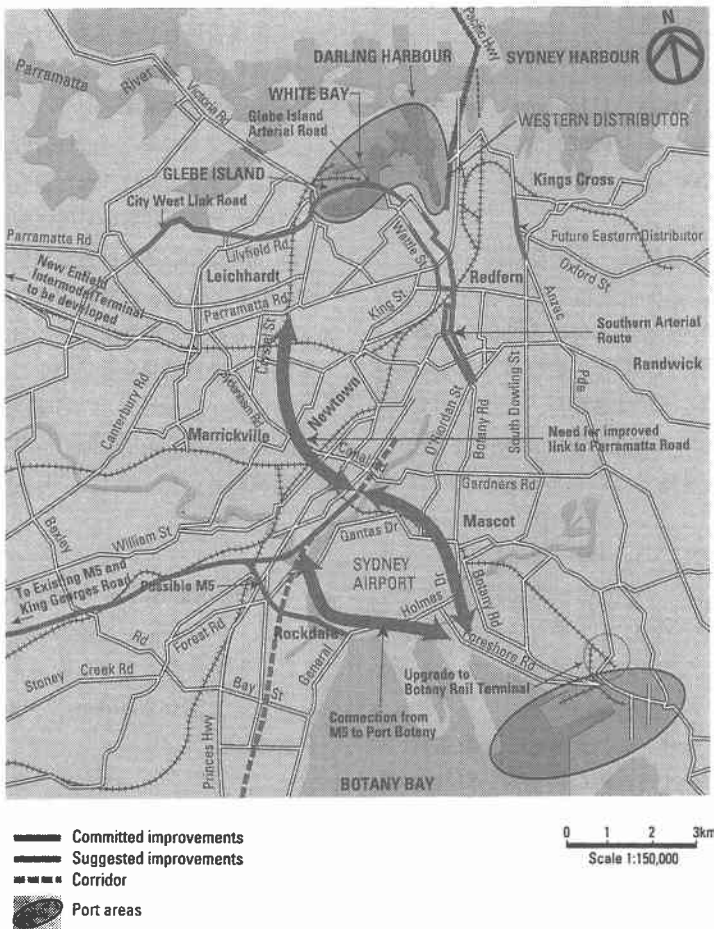 N
Pacific Hwy
DARLING HARBOUR
SYDNEY HARBOUR
Parramatta
River
Victoria Rd
WHITE BAY
Glebe Island
Arterial Road
WESTERN DISTRIBUTOR
GLEBE ISLAND
Kings Cross
City West Link Road
Parramatta Rd
Lilyfield Rd
Wattle St
Future Eastern Distributor
New Enfield
Intermodel Terminal
to be developed
Leichhardt
Redfern
Oxford St
Parramatta Rd
King St
Anzac
Crystal St
Southern Arterial
Route
Randwick
Canterbury Rd
Newtown
O'Riordan St
Botany Rd
South Dowling St
Pde
Marrickville
Need for improved
link to Parramatta Road
Canal Rd
Gardners Rd
Bexley
William St
Qantas Dr
Mascot
To Existing M5 and
King Georges Road
Possible M5
SYDNEY
AIRPORT
Botany Rd
Holmes Dr
Rd
Forest Rd
Rockdale
Foreshore Rd
Stoney
Creek Rd
General
Upgrade to
Botany Rail Terminal
Bay St
Connection from
M5 to Port Botany
Princes Hwy
BOTANY BAY
Committed improvements
Suggested improvements
Corridor
Port areas
0 1 2 3km
Scale 1:150,000